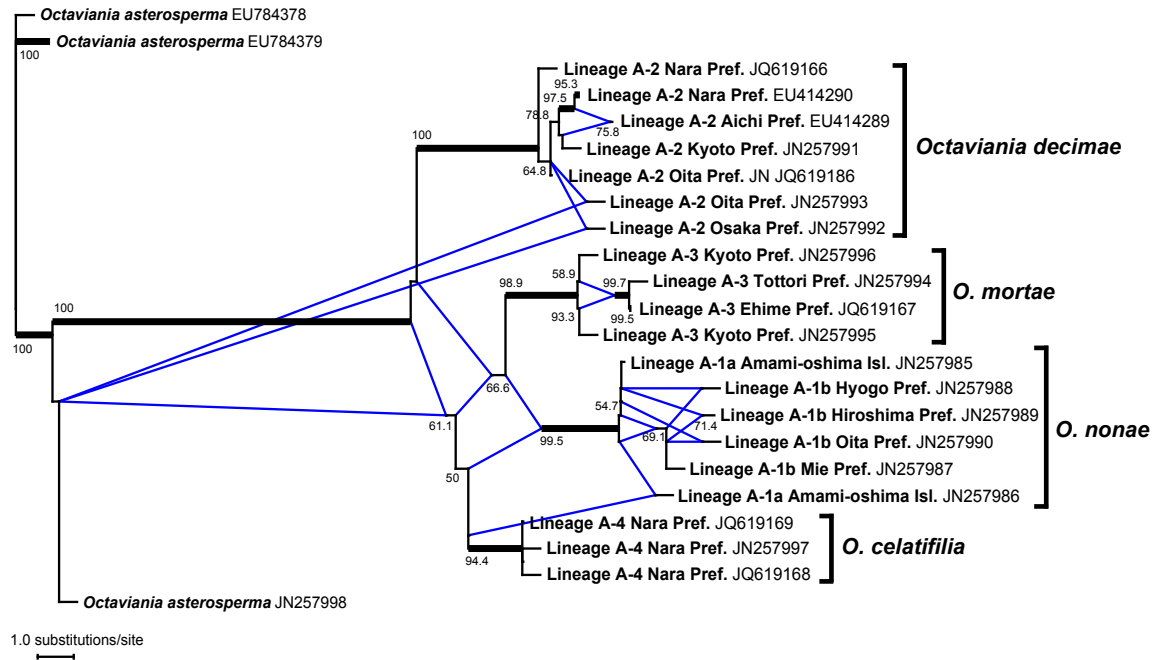 Octaviania asterosperma EU784378
Octaviania asterosperma EU784379
100
Lineage A-2 Nara Pref. JQ619166
95.3
Lineage A-2 Nara Pref. EU414290
97.5
78.8
Lineage A-2 Aichi Pref. EU414289
75.8
100
Lineage A-2 Kyoto Pref. JN257991
Octaviania decimae
64.8
Lineage A-2 Oita Pref. JN JQ619186
Lineage A-2 Oita Pref. JN257993
Lineage A-2 Osaka Pref. JN257992
Lineage A-3 Kyoto Pref. JN257996
58.9
98.9
99.7
Lineage A-3 Tottori Pref. JN257994
O. mortae
100
Lineage A-3 Ehime Pref. JQ619167
93.3
99.5
Lineage A-3 Kyoto Pref. JN257995
100
Lineage A-1a Amami-oshima Isl. JN257985
66.6
Lineage A-1b Hyogo Pref. JN257988
54.7
Lineage A-1b Hiroshima Pref. JN257989
71.4
61.1
O. nonae
99.5
69.1
Lineage A-1b Oita Pref. JN257990
Lineage A-1b Mie Pref. JN257987
50
Lineage A-1a Amami-oshima Isl. JN257986
Lineage A-4 Nara Pref. JQ619169
Lineage A-4 Nara Pref. JN257997
O. celatifilia
94.4
Lineage A-4 Nara Pref. JQ619168
Octaviania asterosperma JN257998
1.0 substitutions/site